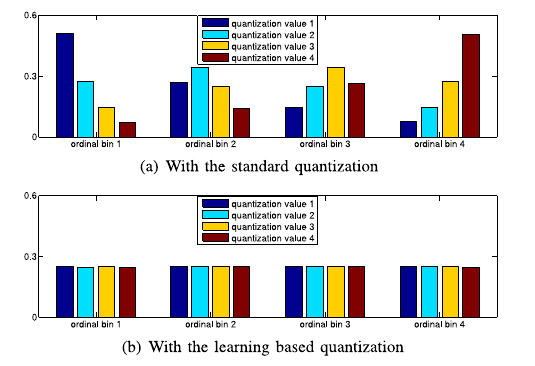 0.6
quantization value 1
quantization value 2
quantization value 3
quantization value 4
0.3
0
ordinal bin 1 ordinal bin 2 ordinal bin 3 ordinal bin 4
(a) With the standard quantization
0.6
quantization value 1
quantization value 2
quantization value 3
quantization value 4
0.3
0
ordinal bin 1 ordinal bin 2 ordinal bin 3 ordinal bin 4
(b) With the learning based quantization